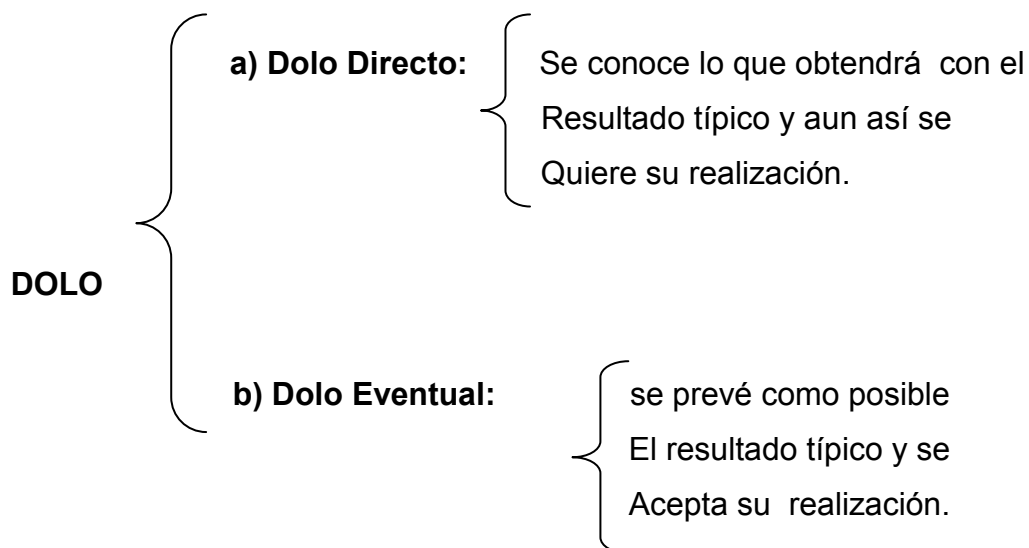 a) Dolo Directo: Se conoce lo que obtendrá con el
Resultado típico y aun así se
Quiere su realización.
DOLO
b) Dolo Eventual: se prevé como posible
El resultado típico y se
Acepta su realización.